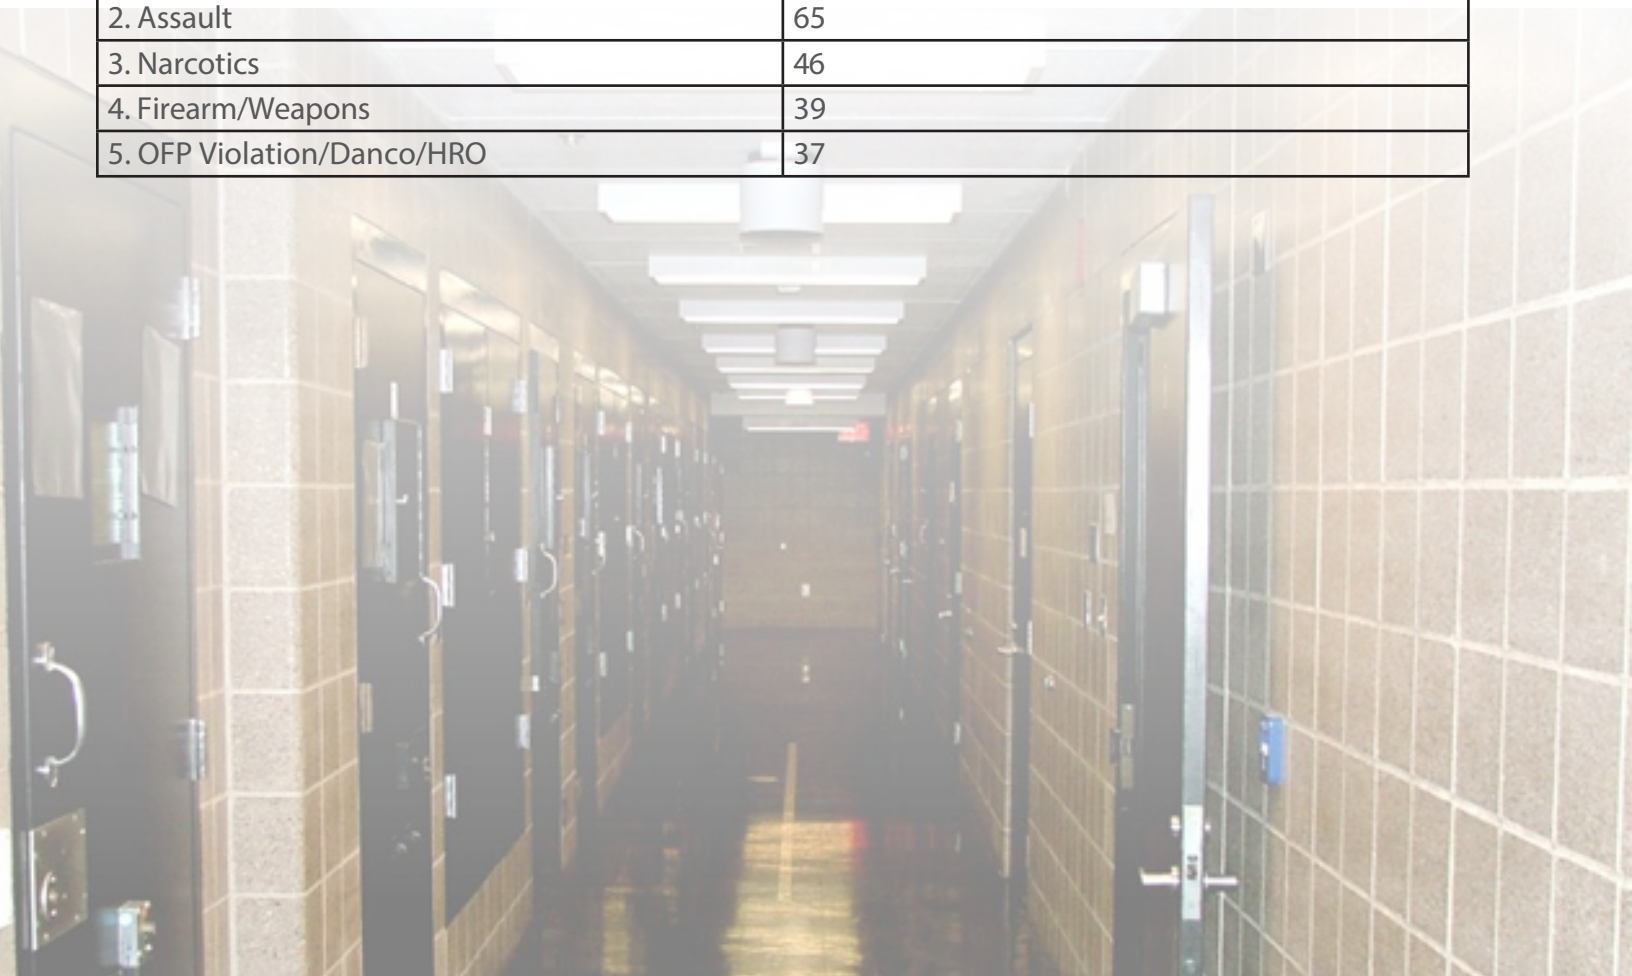 2. Assault 65
3. Narcotics 46
4. Firearm/Weapons 39
5. OFP Violation/Danco/HRO 37